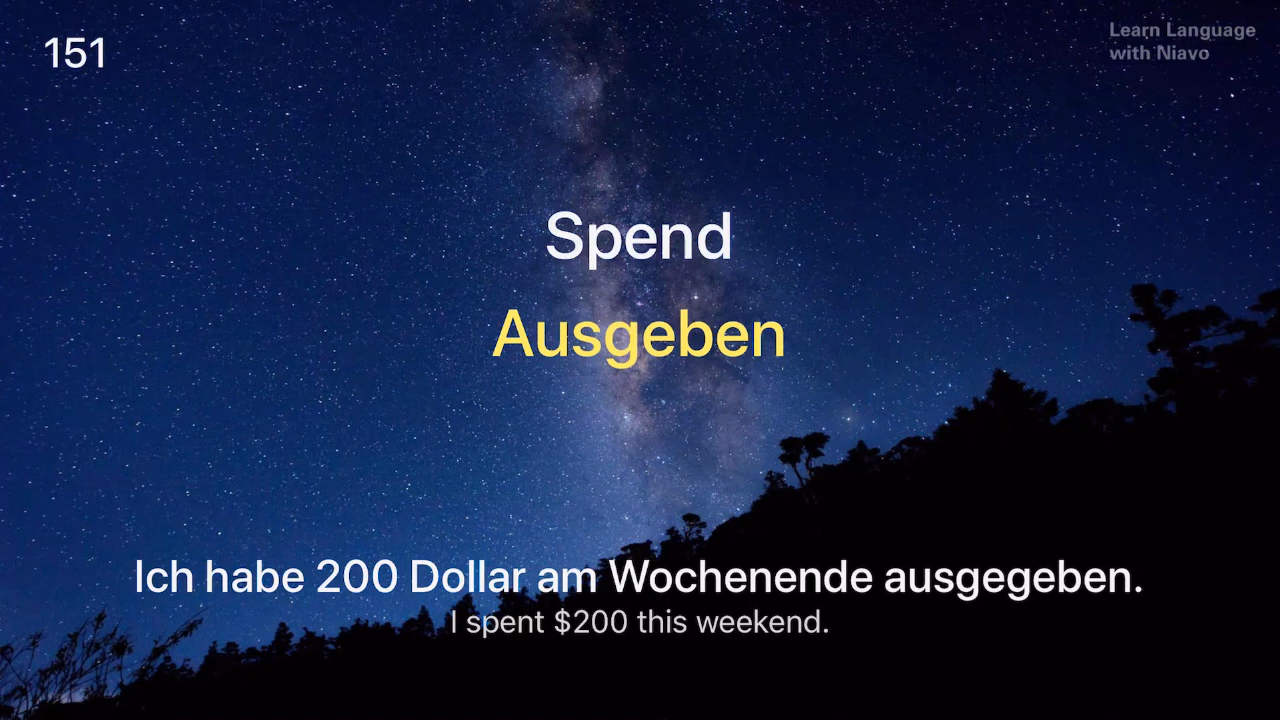 151
Learn Language
with Niavo
Spend
Ausgeben
Ich habe 200 Dollar am Wochenende ausgegeben.
I spent $200 this weekend.